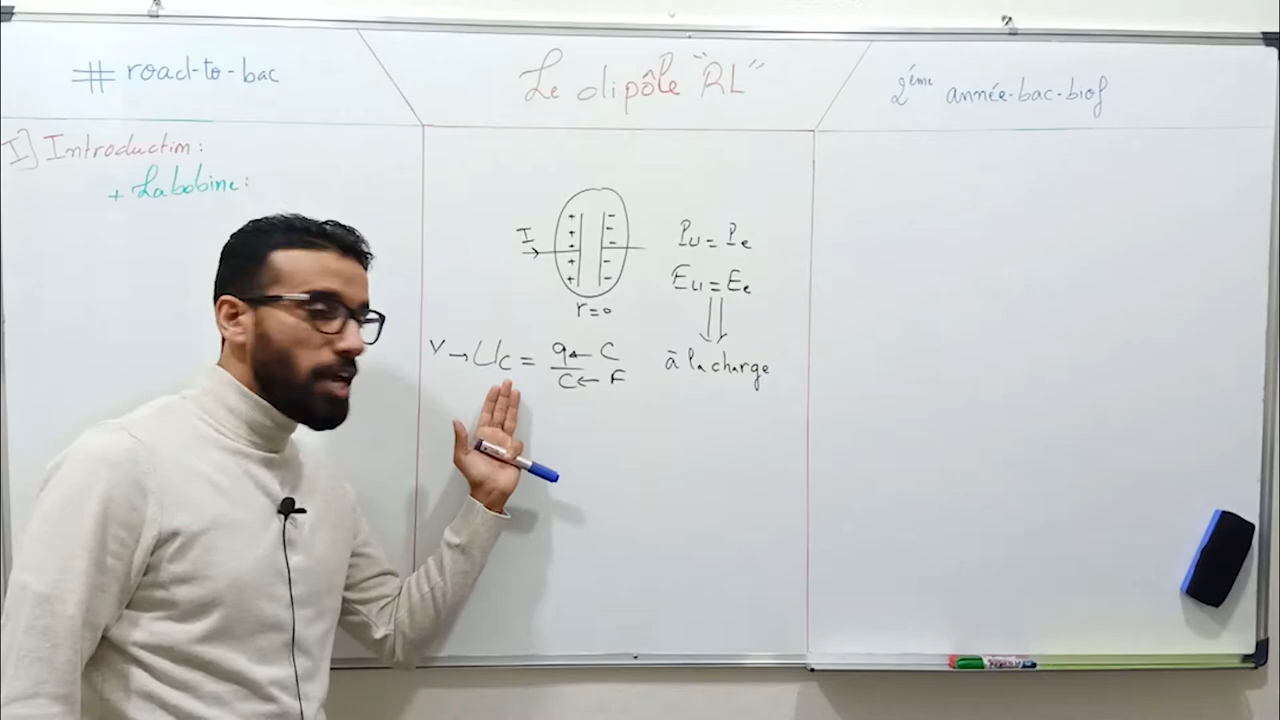 # road-to-bac
Le dipôle "RL"
2ème année-bac-biof
I] Introduction:
+ La bobine:
I
+ -
+ -
+ -
+ -
+ -
r=0
Pu = Pe
Eu = Ee
à la charge
V → Uc = q ← C
C ← F